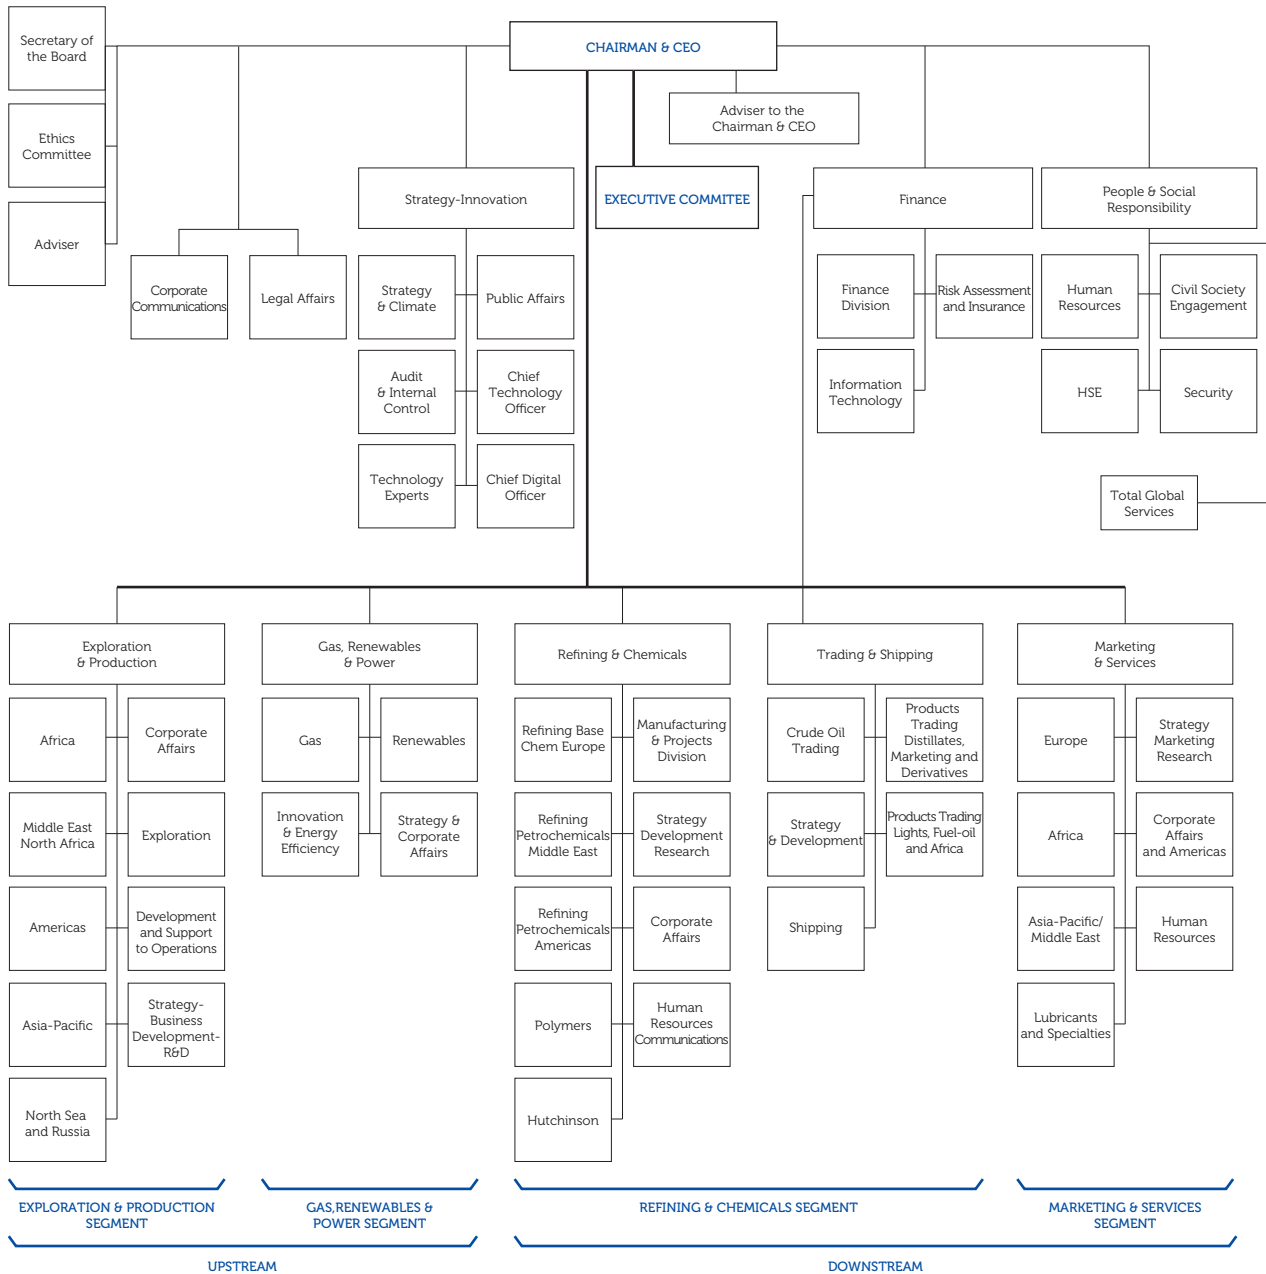 Secretary of
the Board
CHAIRMAN & CEO
Adviser to the
Chairman & CEO
Ethics
Committee
Adviser
Strategy-Innovation
EXECUTIVE COMMITEE
Finance
People & Social
Responsibility
Corporate
Communications
Legal Affairs
Strategy
& Climate
Public Affairs
Finance
Division
Risk Assessment
and Insurance
Human
Resources
Civil Society
Engagement
Audit
& Internal
Control
Chief
Technology
Officer
Information
Technology
HSE
Security
Technology
Experts
Chief Digital
Officer
Total Global
Services
Exploration
& Production
Gas, Renewables
& Power
Refining & Chemicals
Trading & Shipping
Marketing
& Services
Africa
Corporate
Affairs
Gas
Renewables
Refining Base
Chem Europe
Manufacturing
& Projects
Division
Crude Oil
Trading
Products
Trading
Distillates,
Marketing and
Derivatives
Europe
Strategy
Marketing
Research
Middle East
North Africa
Exploration
Innovation
& Energy
Efficiency
Strategy &
Corporate
Affairs
Refining
Petrochemicals
Middle East
Strategy
Development
Research
Strategy
& Development
Products Trading
Lights, Fuel-oil
and Africa
Africa
Corporate
Affairs
and Americas
Americas
Development
and Support
to Operations
Refining
Petrochemicals
Americas
Corporate
Affairs
Shipping
Asia-Pacific/
Middle East
Human
Resources
Asia-Pacific
Strategy-
Business
Development-
R&D
Polymers
Human
Resources
Communications
Lubricants
and Specialties
North Sea
and Russia
Hutchinson
EXPLORATION & PRODUCTION
SEGMENT
GAS,RENEWABLES &
POWER SEGMENT
REFINING & CHEMICALS SEGMENT
MARKETING & SERVICES
SEGMENT
UPSTREAM
DOWNSTREAM